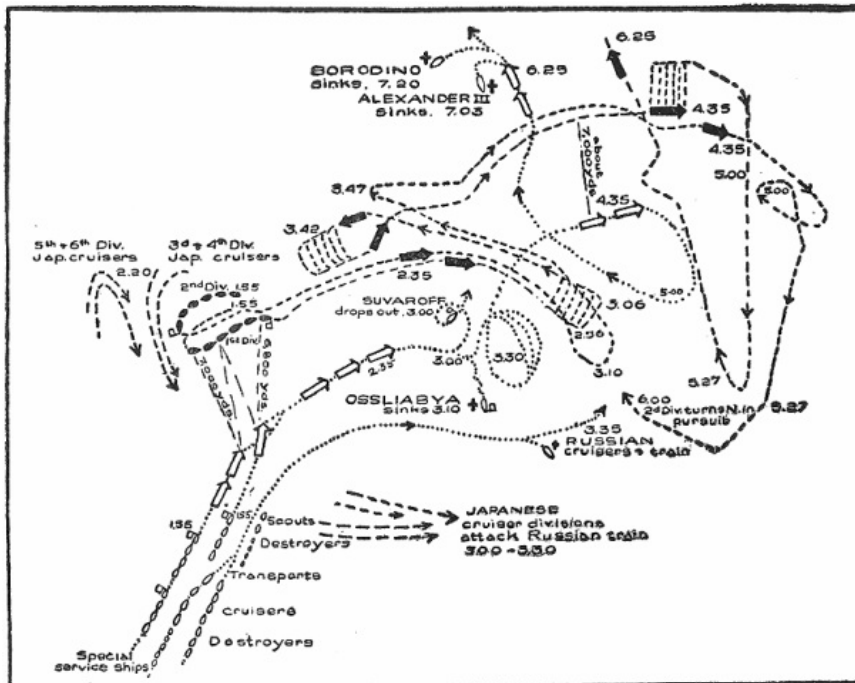 BORODINO
sinks, 7.20
ALEXANDER III
sinks, 7.03
6.25
6.25
4.35
4.35
about
7,000 yds
5.00
5.00
3.47
4.35
3.42
5th + 6th Div.
Jap. cruisers
2.20
3d + 4th Div.
Jap. cruisers
2nd Div. 1.55
1.55
1st Div.
2.35
SUVAROFF
drops out, 3.00
5.00
3.06
2.56
3.10
3.00
3.30
2.35
OSSLIABYA
sinks 3.10
5.27
6.00
2d Div. turns N. in
pursuit
5.27
3.35
RUSSIAN
cruisers + train
1.55
1.55
Scouts
Destroyers
Transports
Cruisers
Destroyers
Special
service ships
JAPANESE
cruiser divisions
attack Russian train
3.00 - 3.30